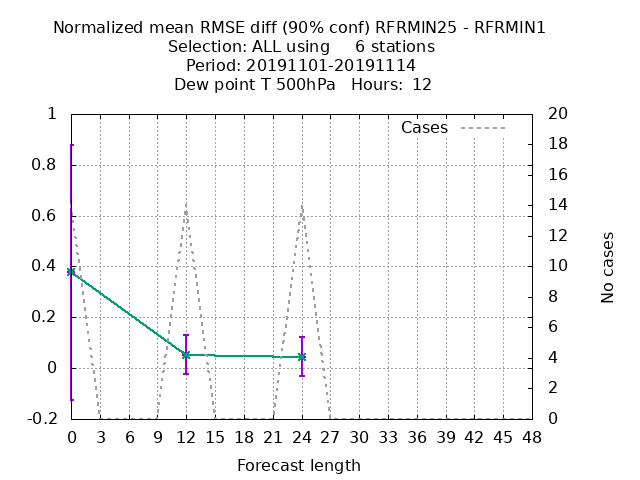 Normalized mean RMSE diff (90% conf) RFRMIN25 - RFRMIN1
Selection: ALL using     6 stations
Period: 20191101-20191114
Dew point T 500hPa   Hours:  12
Cases
1
0.8
0.6
0.4
0.2
0
-0.2
20
18
16
14
12
10
8
6
4
2
0
No cases
0 3 6 9 12 15 18 21 24 27 30 33 36 39 42 45 48
Forecast length